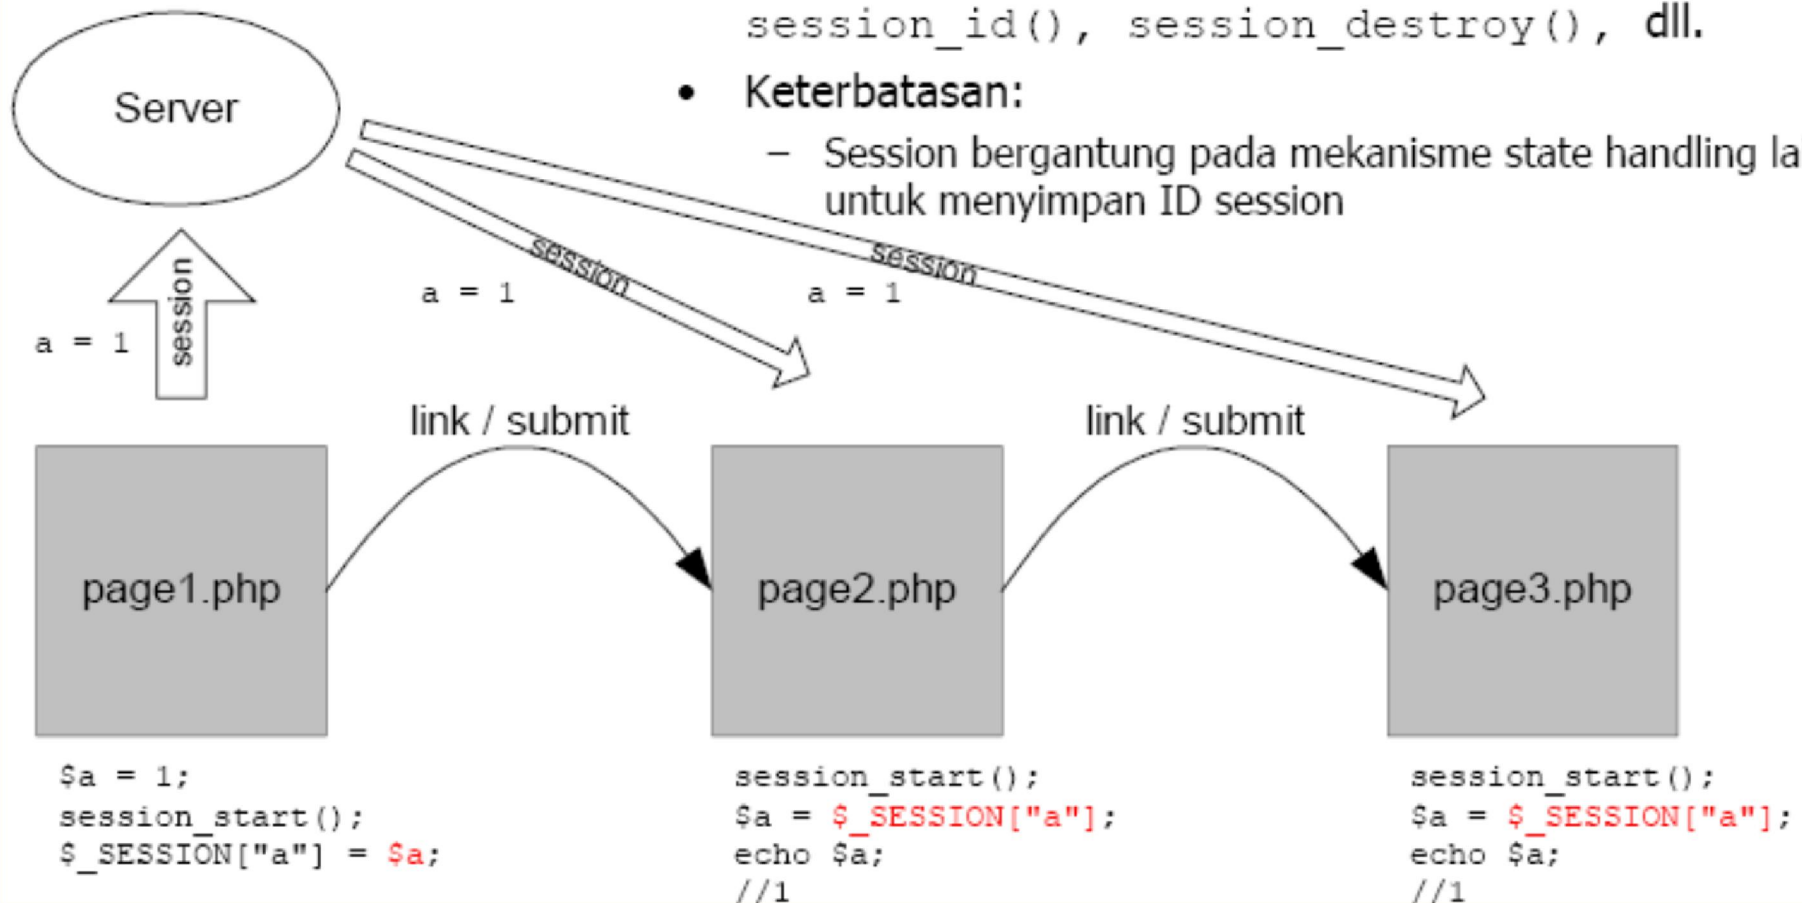 session_id(), session_destroy(), dll.
• Keterbatasan:
– Session bergantung pada mekanisme state handling la
untuk menyimpan ID session
Server
session
session
session
a = 1
a = 1
a = 1
link / submit
link / submit
page1.php
page2.php
page3.php
$a = 1;
session_start();
$_SESSION["a"] = $a;
session_start();
$a = $_SESSION["a"];
echo $a;
//1
session_start();
$a = $_SESSION["a"];
echo $a;
//1